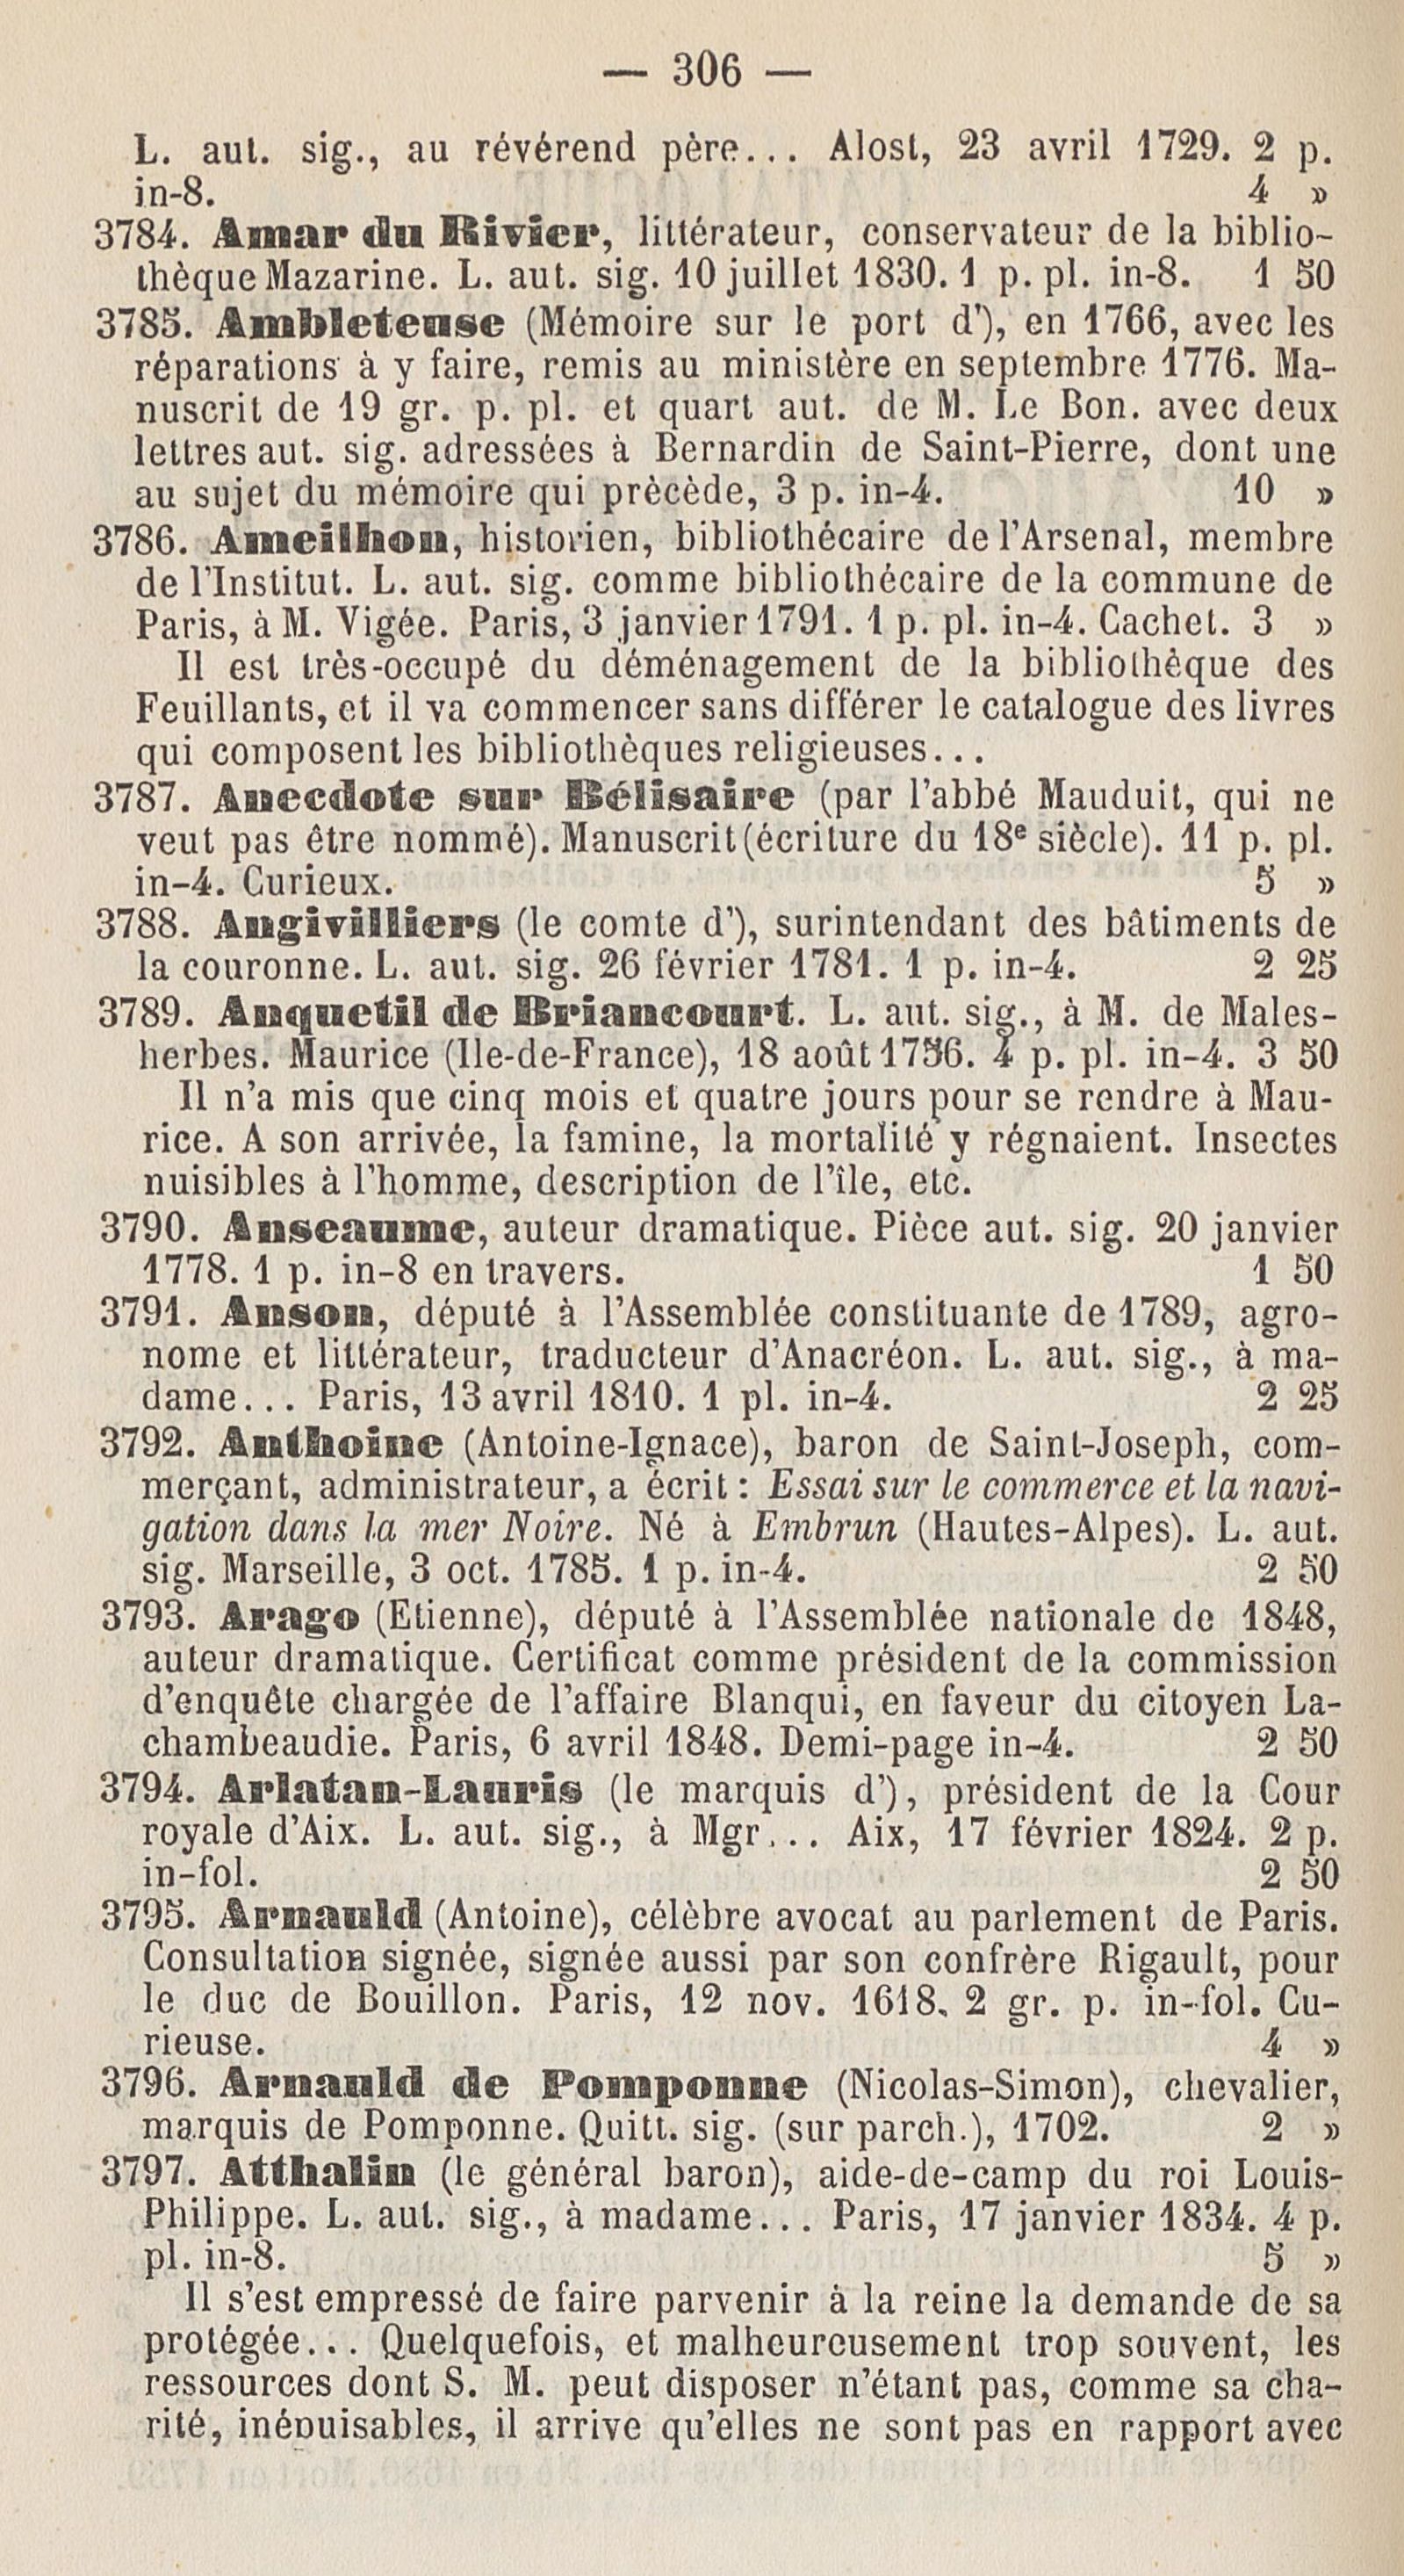 — 306 —
L. aut. sig., au révérend père... Alost, 23 avril 1729. 2 p.
in-8. 4 »
3784. Amar du Rivier, littérateur, conservateur de la biblio-
thèque Mazarine. L. aut. sig. 10 juillet 1830. 1 p. pl. in-8. 1 50
3785. Ambleteuse (Mémoire sur le port d'), en 1766, avec les
réparations à y faire, remis au ministère en septembre 1776. Ma-
nuscrit de 19 gr. p. pl. et quart aut. de M. Le Bon. avec deux
lettres aut. sig. adressées à Bernardin de Saint-Pierre, dont une
au sujet du mémoire qui précède, 3 p. in-4. 10 »
3786. Ameilhon, historien, bibliothécaire de l'Arsenal, membre
de l'Institut. L. aut. sig. comme bibliothécaire de la commune de
Paris, à M. Vigée. Paris, 3 janvier 1791. 1 p. pl. in-4. Cachet. 3 »
Il est très-occupé du déménagement de la bibliothèque des
Feuillants, et il va commencer sans différer le catalogue des livres
qui composent les bibliothèques religieuses...
3787. Anecdote sur Bélisaire (par l'abbé Mauduit, qui ne
veut pas être nommé). Manuscrit (écriture du 18e siècle). 11 p. pl.
in-4. Curieux. 5 »
3788. Angivilliers (le comte d'), surintendant des bâtiments de
la couronne. L. aut. sig. 26 février 1781. 1 p. in-4. 2 25
3789. Anquetil de Briancourt. L. aut. sig., à M. de Males-
herbes. Maurice (Ile-de-France), 18 août 1756. 4 p. pl. in-4. 3 50
Il n'a mis que cinq mois et quatre jours pour se rendre à Mau-
rice. A son arrivée, la famine, la mortalité y régnaient. Insectes
nuisibles à l'homme, description de l'île, etc.
3790. Anseaume, auteur dramatique. Pièce aut. sig. 20 janvier
1778. 1 p. in-8 en travers. 1 50
3791. Anson, député à l'Assemblée constituante de 1789, agro-
nome et littérateur, traducteur d'Anacréon. L. aut. sig., à ma-
dame... Paris, 13 avril 1810. 1 pl. in-4. 2 25
3792. Anthoine (Antoine-Ignace), baron de Saint-Joseph, com-
merçant, administrateur, a écrit : Essai sur le commerce et la navi-
gation dans la mer Noire. Né à Embrun (Hautes-Alpes). L. aut.
sig. Marseille, 3 oct. 1785. 1 p. in-4. 2 50
3793. Arago (Etienne), député à l'Assemblée nationale de 1848,
auteur dramatique. Certificat comme président de la commission
d'enquête chargée de l'affaire Blanqui, en faveur du citoyen La-
chambeaudie. Paris, 6 avril 1848. Demi-page in-4. 2 50
3794. Arlatan-Lauris (le marquis d'), président de la Cour
royale d'Aix. L. aut. sig., à Mgr... Aix, 17 février 1824. 2 p.
in-fol. 2 50
3795. Arnauld (Antoine), célèbre avocat au parlement de Paris.
Consultation signée, signée aussi par son confrère Rigault, pour
le duc de Bouillon. Paris, 12 nov. 1618. 2 gr. p. in-fol. Cu-
rieuse. 4 »
3796. Arnauld de Pomponne (Nicolas-Simon), chevalier,
marquis de Pomponne. Quitt. sig. (sur parch.), 1702. 2 »
3797. Atthalin (le général baron), aide-de-camp du roi Louis-
Philippe. L. aut. sig., à madame... Paris, 17 janvier 1834. 4 p.
pl. in-8. 5 »
Il s'est empressé de faire parvenir à la reine la demande de sa
protégée... Quelquefois, et malheureusement trop souvent, les
ressources dont S. M. peut disposer n'étant pas, comme sa cha-
rité, inépuisables, il arrive qu'elles ne sont pas en rapport avec